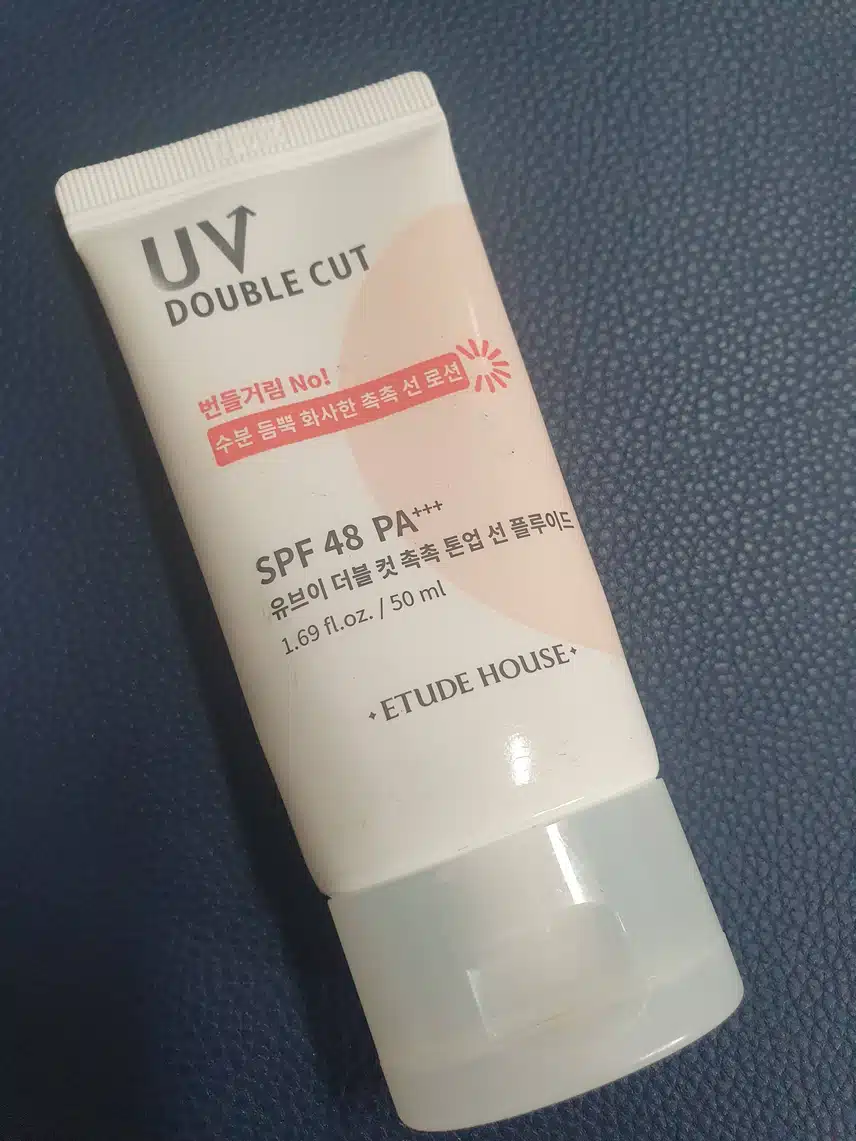 UV
DOUBLE CUT
번들거림 No!
수분 듬뿍 화사한 촉촉 선 로션
SPF 48 PA+++
유브이 더블 컷 촉촉 톤업 선 플루이드
1.69 fl.oz. / 50 ml
ETUDE HOUSE